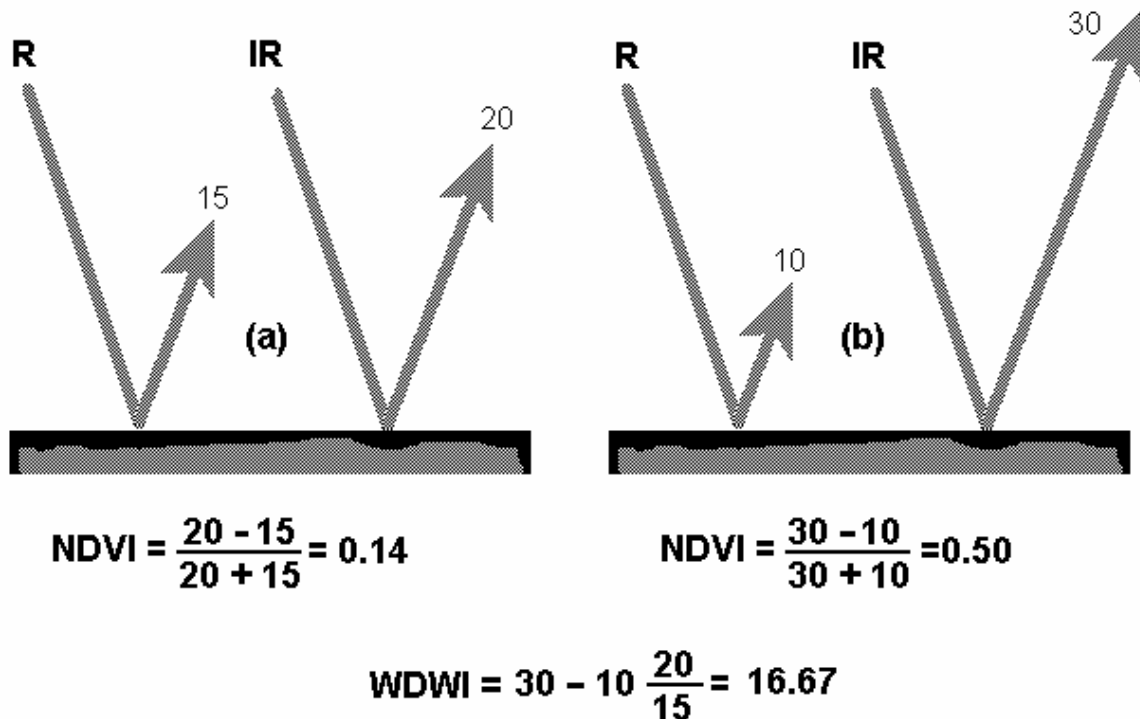 R IR R IR 30
20
15
10
(a) (b)
NDVI = 20 – 15 / 20 + 15 = 0.14
NDVI = 30 – 10 / 30 + 10 =0.50
WDWI = 30 – 10 20 / 15 = 16.67